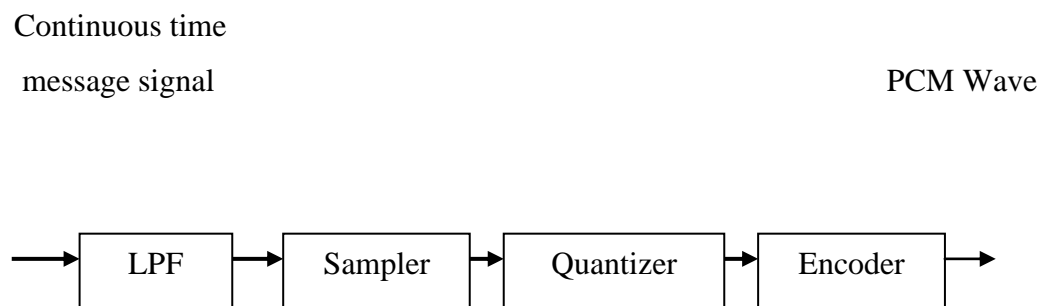 Continuous time
message signal
PCM Wave
LPF
Sampler
Quantizer
Encoder